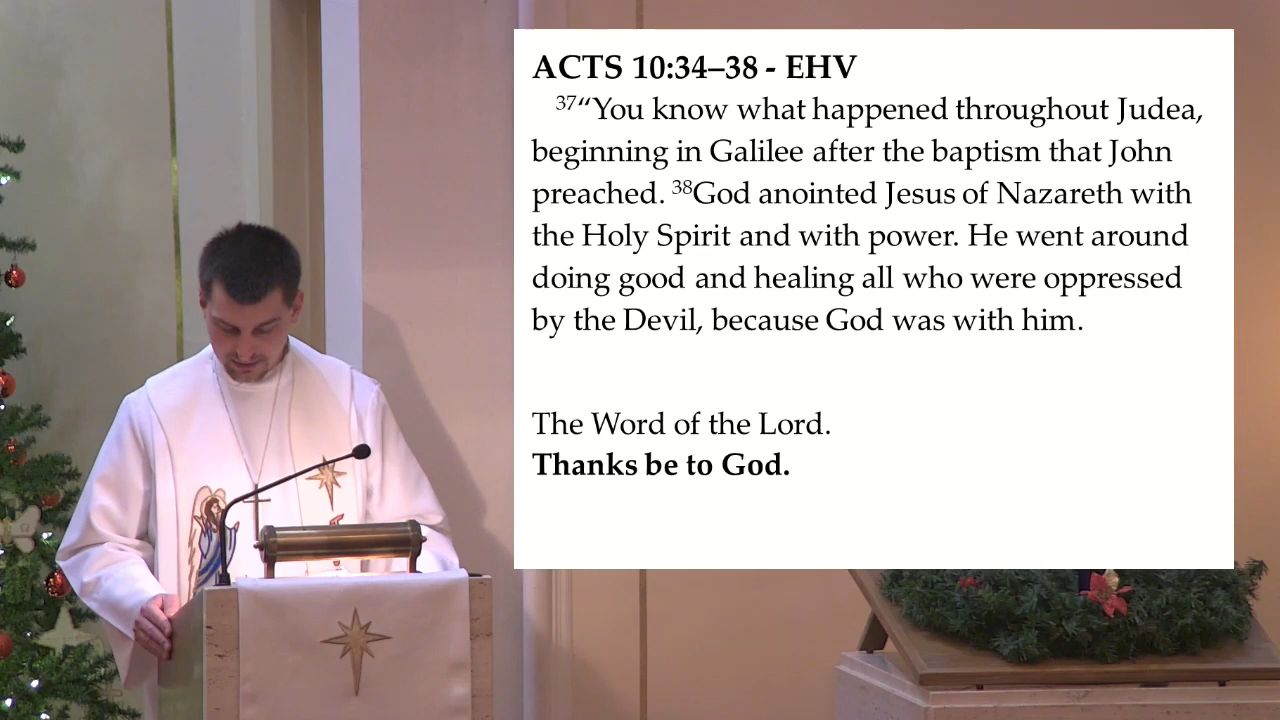 ACTS 10:34–38 - EHV
37“You know what happened throughout Judea,
beginning in Galilee after the baptism that John
preached. 38God anointed Jesus of Nazareth with
the Holy Spirit and with power. He went around
doing good and healing all who were oppressed
by the Devil, because God was with him.
The Word of the Lord.
Thanks be to God.